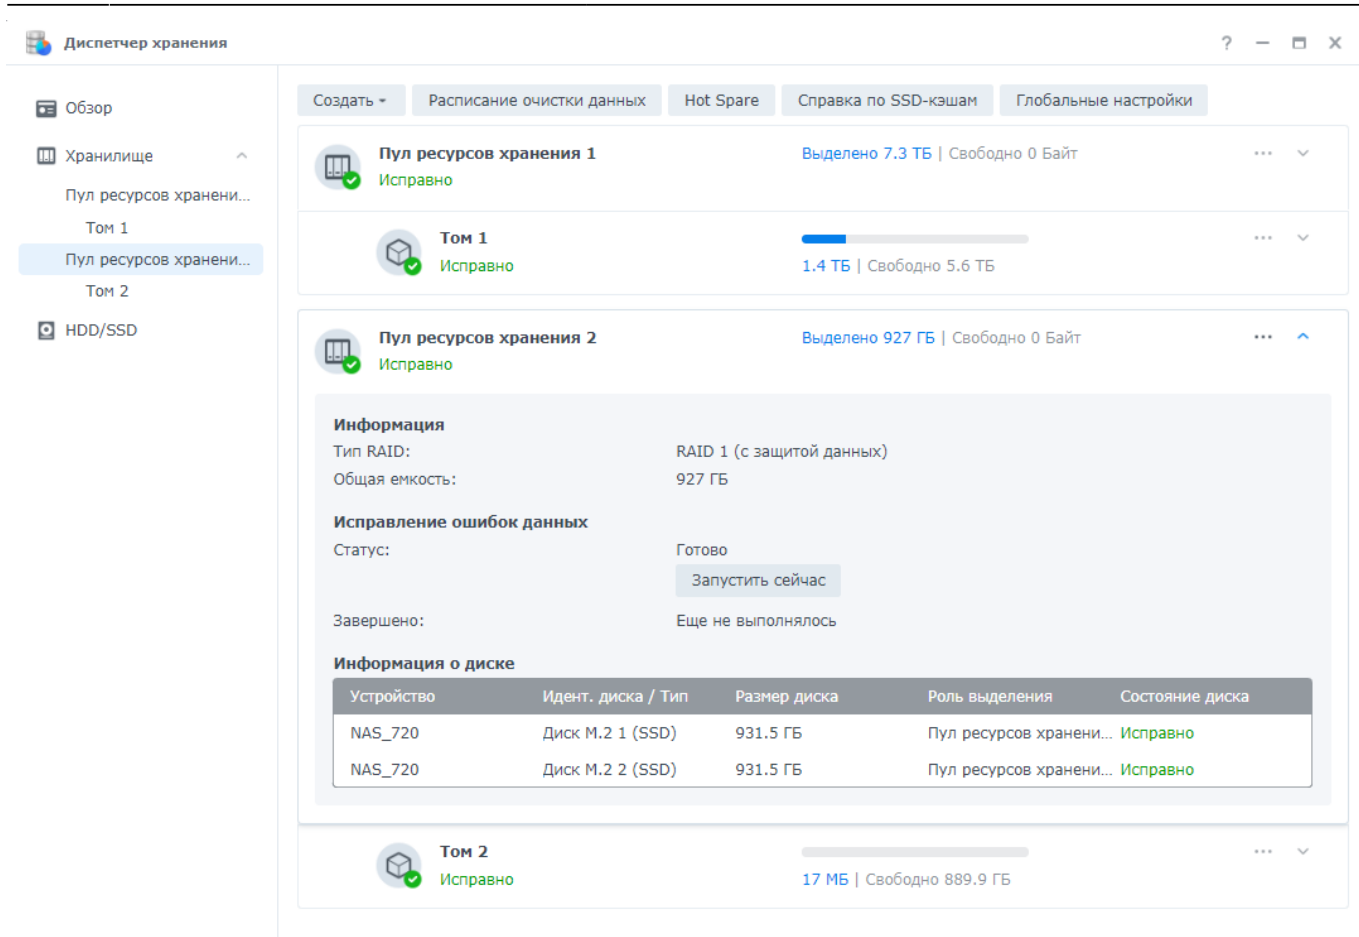 Диспетчер хранения
?
Обзор
Хранилище
Пул ресурсов хранени...
Том 1
Пул ресурсов хранени...
Том 2
HDD/SSD
Создать Расписание очистки данных Hot Spare Справка по SSD-кэшам Глобальные настройки
Пул ресурсов хранения 1 Выделено 7.3 ТБ | Свободно 0 Байт
Исправно
Том 1
Исправно 1.4 ТБ | Свободно 5.6 ТБ
Пул ресурсов хранения 2 Выделено 927 ГБ | Свободно 0 Байт
Исправно
Информация
Тип RAID: RAID 1 (с защитой данных)
Общая емкость: 927 ГБ
Исправление ошибок данных
Статус: Готово
Запустить сейчас
Завершено: Еще не выполнялось
Информация о диске
Устройство Идент. диска / Тип Размер диска Роль выделения Состояние диска
NAS_720 Диск M.2 1 (SSD) 931.5 ГБ Пул ресурсов хранени... Исправно
NAS_720 Диск M.2 2 (SSD) 931.5 ГБ Пул ресурсов хранени... Исправно
Том 2
Исправно 17 МБ | Свободно 889.9 ГБ